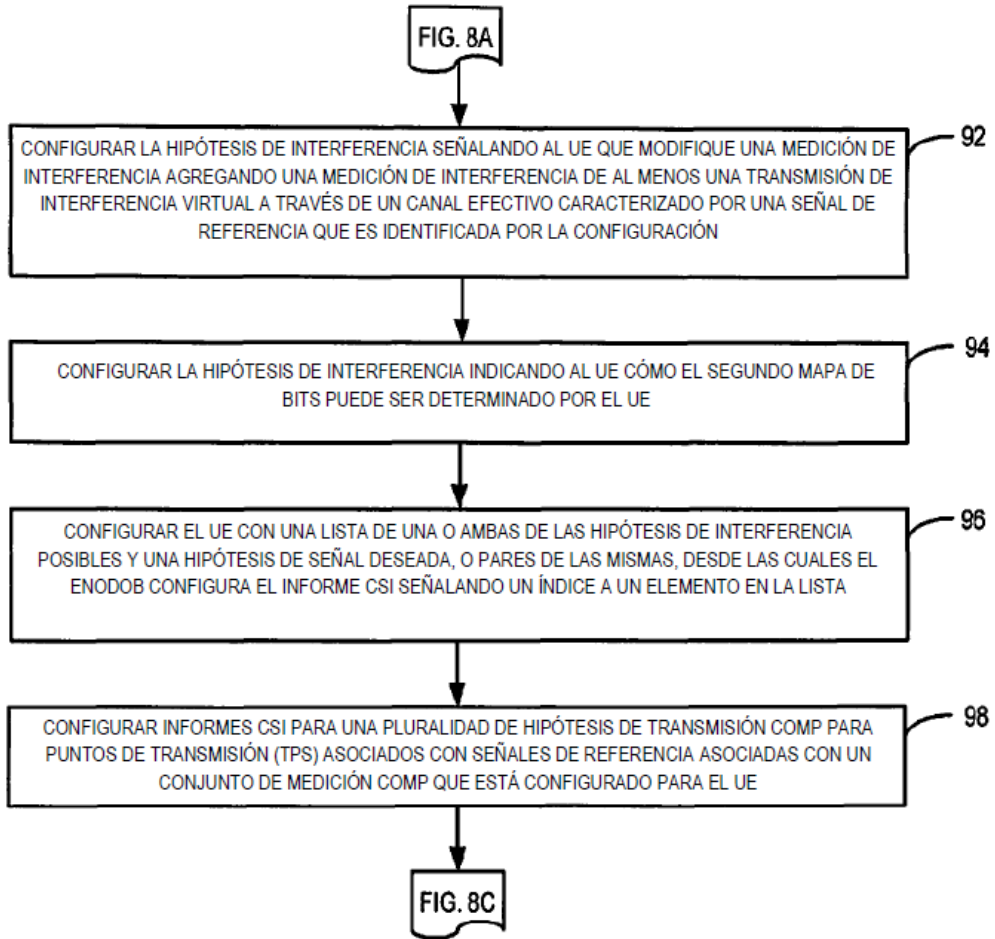 FIG. 8A
92
CONFIGURAR LA HIPÓTESIS DE INTERFERENCIA SEÑALANDO AL UE QUE MODIFIQUE UNA MEDICIÓN DE
INTERFERENCIA AGREGANDO UNA MEDICIÓN DE INTERFERENCIA DE AL MENOS UNA TRANSMISIÓN DE
INTERFERENCIA VIRTUAL A TRAVÉS DE UN CANAL EFECTIVO CARACTERIZADO POR UNA SEÑAL DE
REFERENCIA QUE ES IDENTIFICADA POR LA CONFIGURACIÓN
94
CONFIGURAR LA HIPÓTESIS DE INTERFERENCIA INDICANDO AL UE CÓMO EL SEGUNDO MAPA DE
BITS PUEDE SER DETERMINADO POR EL UE
96
CONFIGURAR EL UE CON UNA LISTA DE UNA O AMBAS DE LAS HIPÓTESIS DE INTERFERENCIA
POSIBLES Y UNA HIPÓTESIS DE SEÑAL DESEADA, O PARES DE LAS MISMAS, DESDE LAS CUALES EL
ENODOB CONFIGURA EL INFORME CSI SEÑALANDO UN ÍNDICE A UN ELEMENTO EN LA LISTA
98
CONFIGURAR INFORMES CSI PARA UNA PLURALIDAD DE HIPÓTESIS DE TRANSMISIÓN COMP PARA
PUNTOS DE TRANSMISIÓN (TPS) ASOCIADOS CON SEÑALES DE REFERENCIA ASOCIADAS CON UN
CONJUNTO DE MEDICIÓN COMP QUE ESTÁ CONFIGURADO PARA EL UE
FIG. 8C